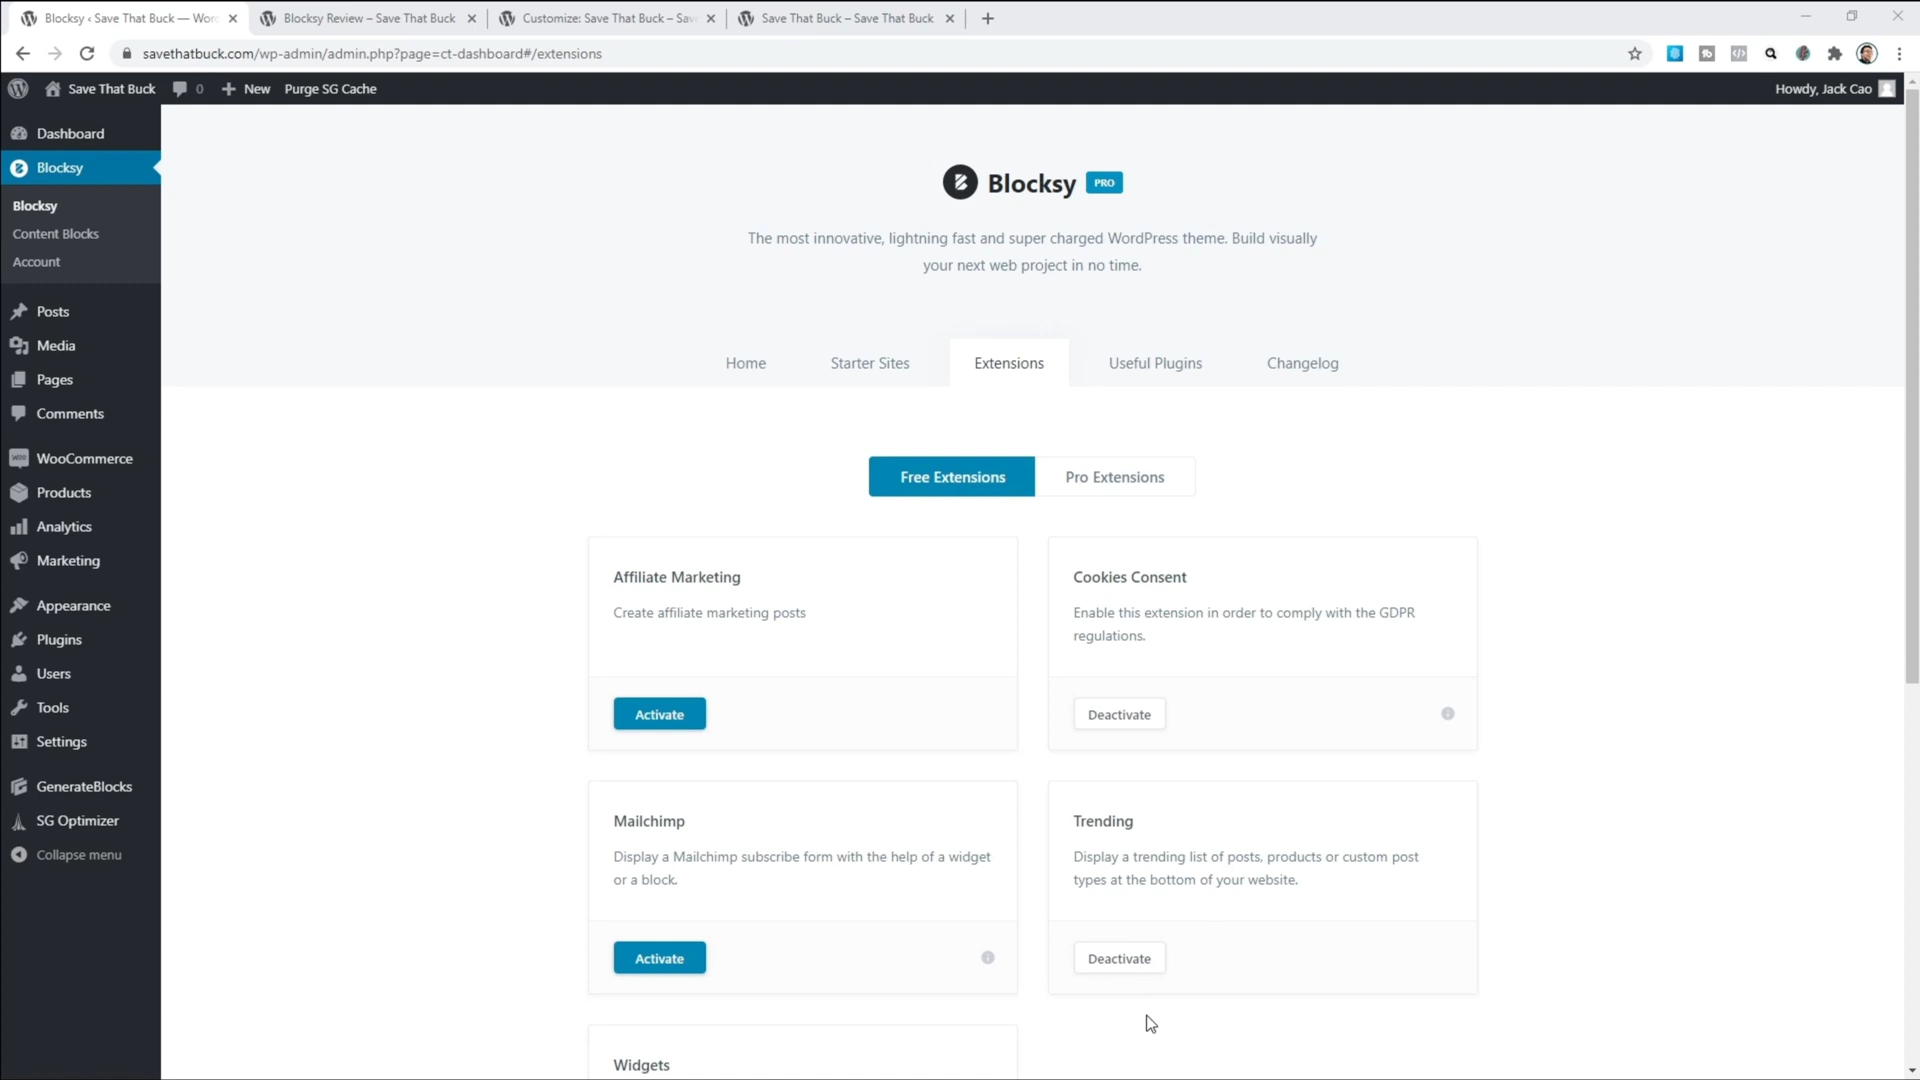 Blocksy ‹ Save That Buck — Wor
Blocksy Review – Save That Buck
Customize: Save That Buck – Sav
Save That Buck – Save That Buck
savethatbuck.com/wp-admin/admin.php?page=ct-dashboard#/extensions
Save That Buck
0
New
Purge SG Cache
Howdy, Jack Cao
Dashboard
Blocksy
Blocksy
Content Blocks
Account
Posts
Media
Pages
Comments
WooCommerce
Products
Analytics
Marketing
Appearance
Plugins
Users
Tools
Settings
GenerateBlocks
SG Optimizer
Collapse menu
Blocksy PRO
The most innovative, lightning fast and super charged WordPress theme. Build visually
your next web project in no time.
Home
Starter Sites
Extensions
Useful Plugins
Changelog
Free Extensions
Pro Extensions
Affiliate Marketing
Create affiliate marketing posts
Activate
Cookies Consent
Enable this extension in order to comply with the GDPR
regulations.
Deactivate
Mailchimp
Display a Mailchimp subscribe form with the help of a widget
or a block.
Activate
Trending
Display a trending list of posts, products or custom post
types at the bottom of your website.
Deactivate
Widgets